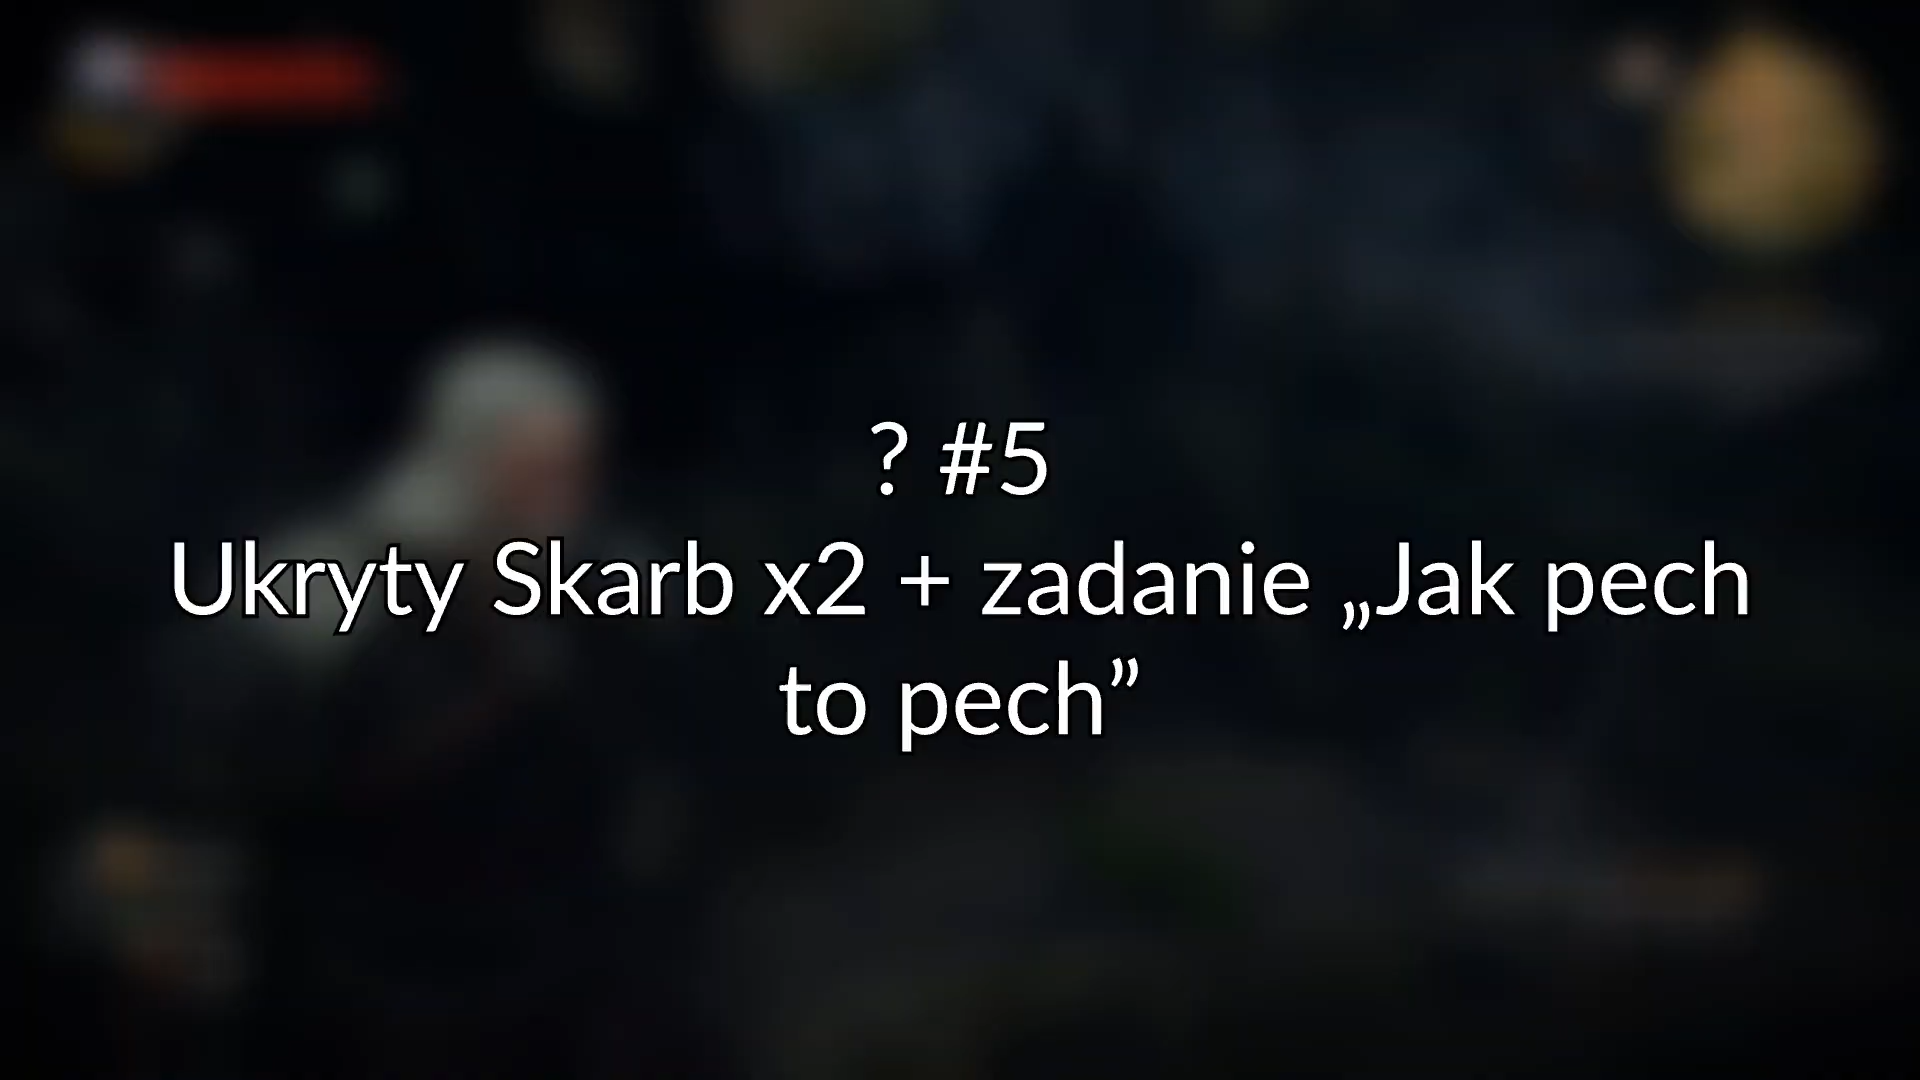 ? #5
Ukryty Skarb x2 + zadanie „Jak pech
to pech”